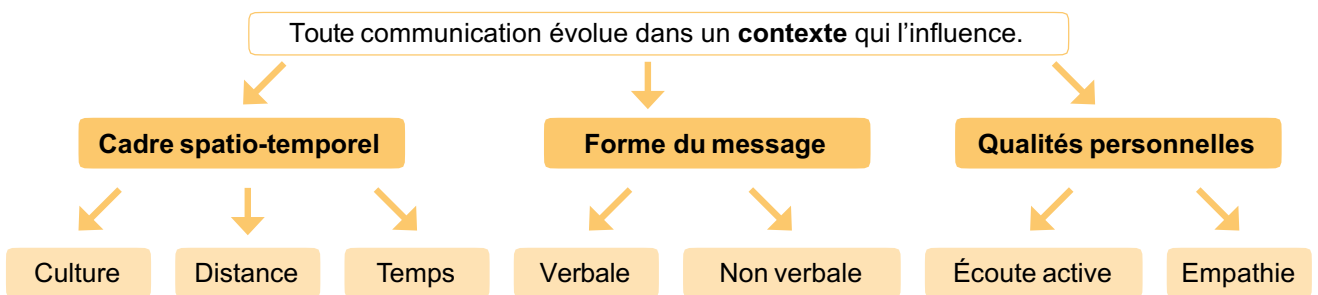 Toute communication évolue dans un contexte qui l’influence.
Cadre spatio-temporel
Forme du message
Qualités personnelles
Culture
Distance
Temps
Verbale
Non verbale
Écoute active
Empathie